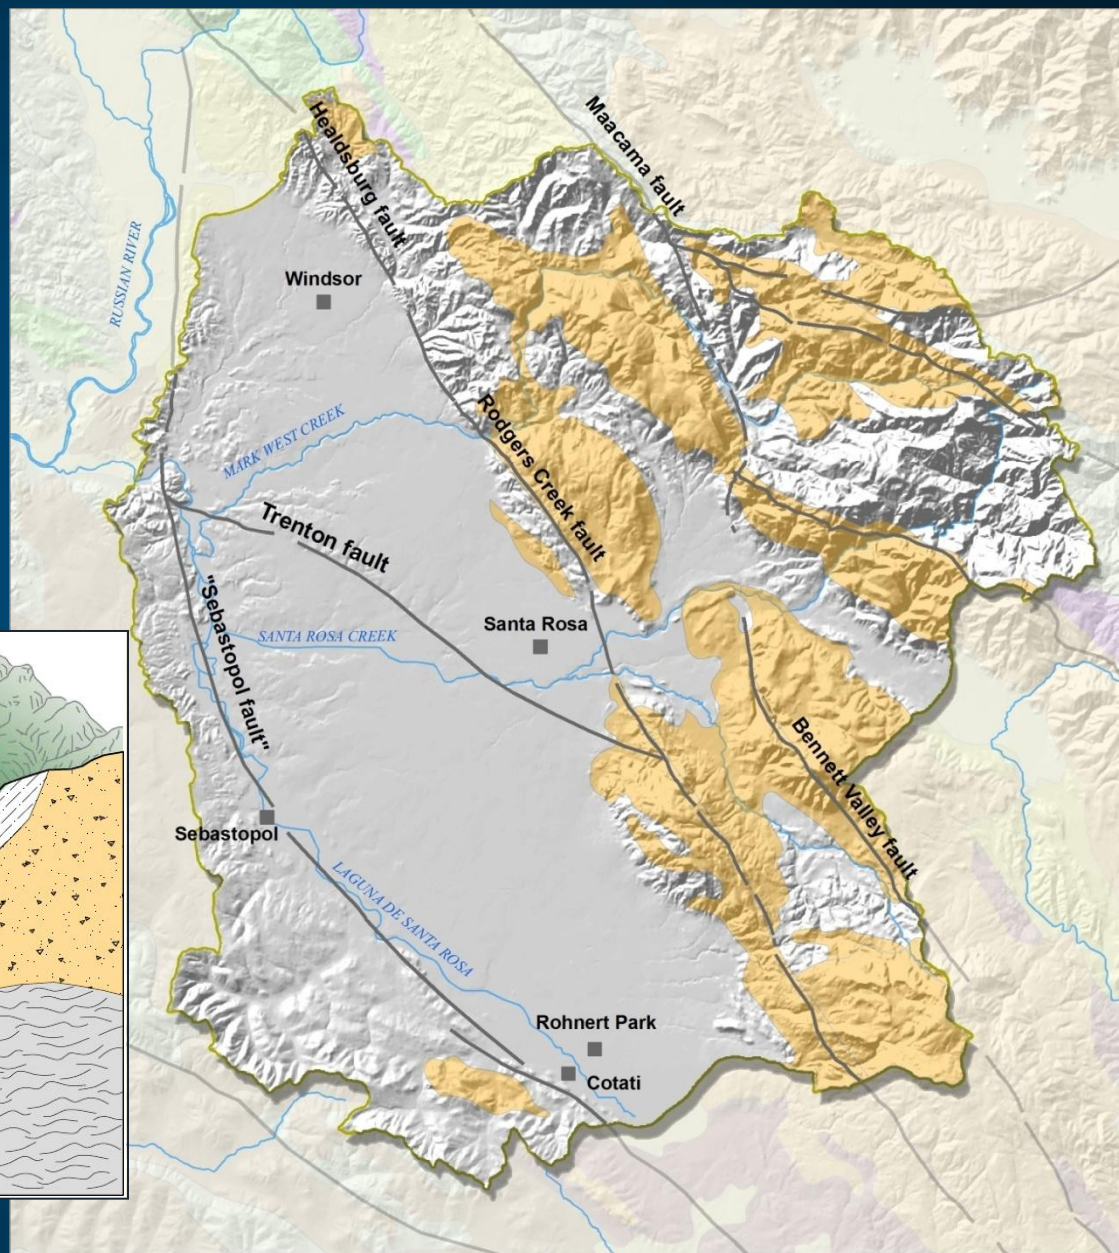 Healdsburg fault
Maacama fault
RUSSIAN RIVER
Windsor
MARK WEST CREEK
Rodgers Creek fault
Trenton fault
"Sebastopol fault"
SANTA ROSA CREEK
Santa Rosa
Bennett Valley fault
Sebastopol
LAGUNA DE SANTA ROSA
Rohnert Park
Cotati